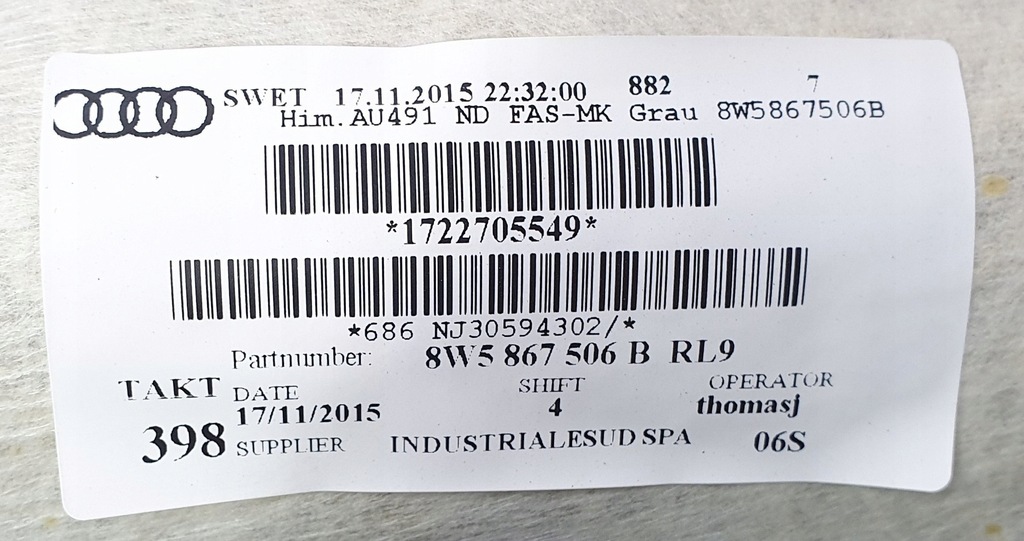 SWET 17.11.2015 22:32:00 882 7
Him.AU491 ND FAS-MK Grau 8W5867506B
*1722705549*
*686 NJ30594302/*
Partnumber: 8W5 867 506 B RL9
TAKT DATE SHIFT OPERATOR
17/11/2015 4 thomasj
398 SUPPLIER INDUSTRIALESUD SPA 06S